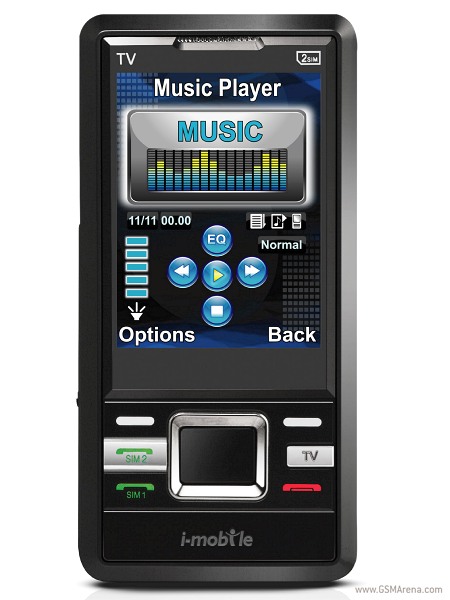 TV
2SIM
Music Player
MUSIC
11/11 00.00
EQ
Normal
Options Back
SIM 2
TV
SIM 1
i-mobile
www.GSMArena.com